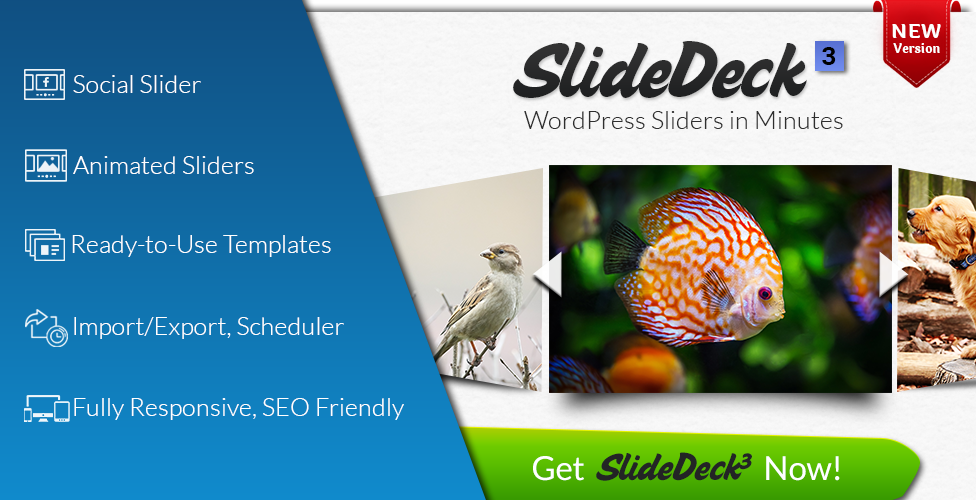 Social Slider
Animated Sliders
Ready-to-Use Templates
Import/Export, Scheduler
Fully Responsive, SEO Friendly
SlideDeck 3
WordPress Sliders in Minutes
NEW
Version
Get SlideDeck3 Now!